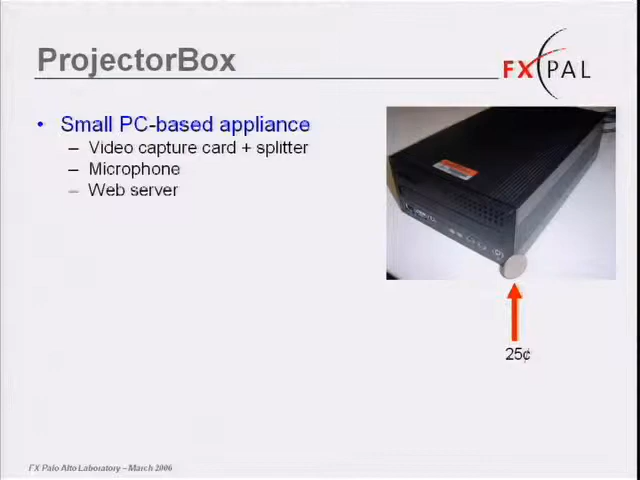 ProjectorBox
FX PAL
• Small PC-based appliance
– Video capture card + splitter
– Microphone
– Web server
25¢
FX Palo Alto Laboratory – March 2006